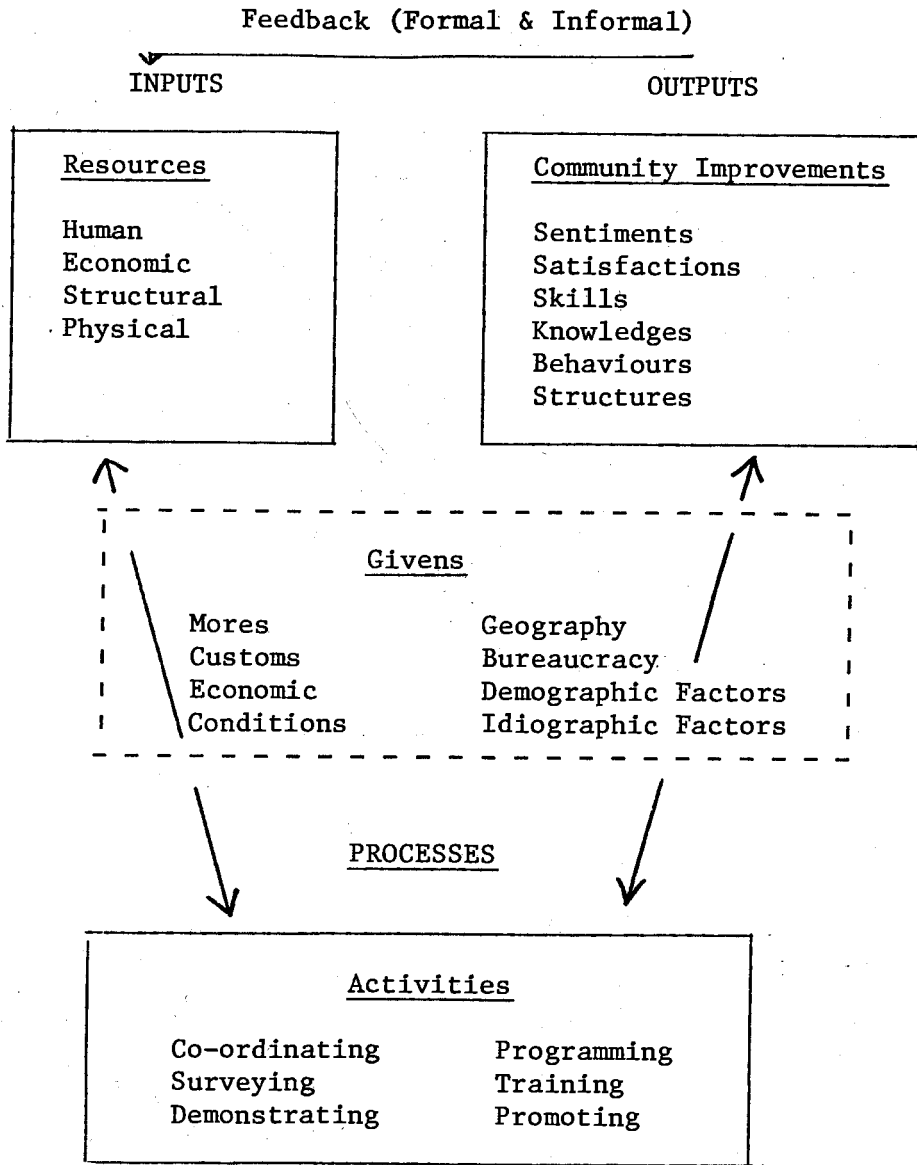 Feedback (Formal & Informal)
INPUTS
OUTPUTS
Resources
Human
Economic
Structural
Physical
Community Improvements
Sentiments
Satisfactions
Skills
Knowledges
Behaviours
Structures
Givens
Mores
Customs
Economic
Conditions
Geography
Bureaucracy
Demographic Factors
Idiographic Factors
PROCESSES
Activities
Co-ordinating
Surveying
Demonstrating
Programming
Training
Promoting